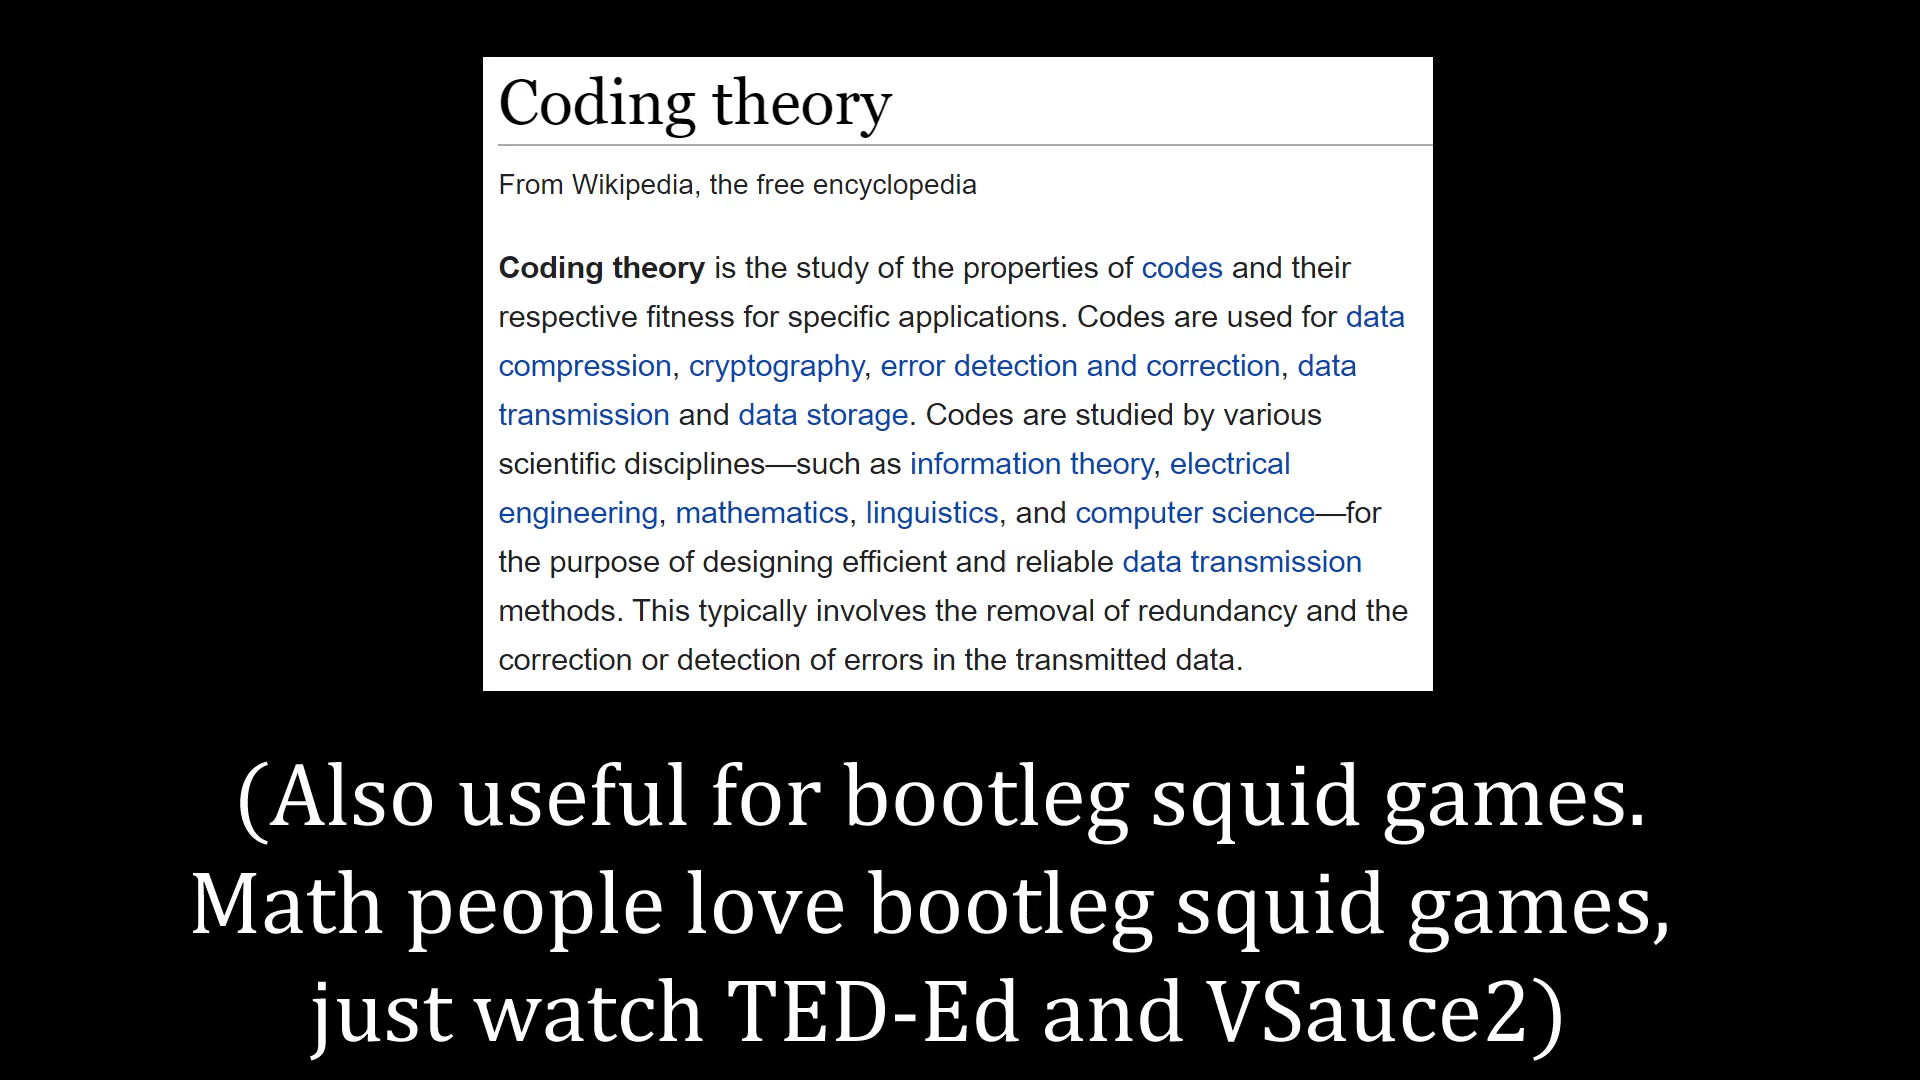 Coding theory
From Wikipedia, the free encyclopedia
Coding theory is the study of the properties of codes and their
respective fitness for specific applications. Codes are used for data
compression, cryptography, error detection and correction, data
transmission and data storage. Codes are studied by various
scientific disciplines—such as information theory, electrical
engineering, mathematics, linguistics, and computer science—for
the purpose of designing efficient and reliable data transmission
methods. This typically involves the removal of redundancy and the
correction or detection of errors in the transmitted data.
(Also useful for bootleg squid games.
Math people love bootleg squid games,
just watch TED-Ed and VSauce2)